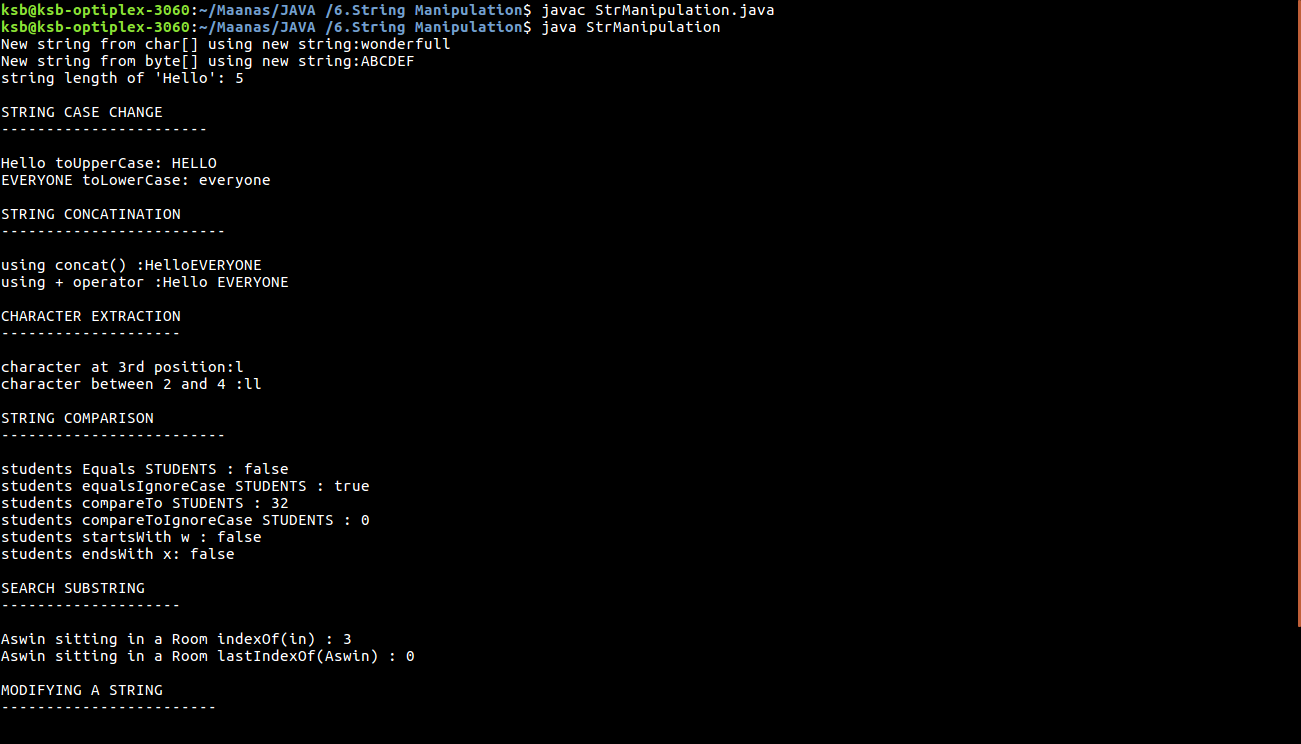 ksb@ksb-optiplex-3060:~/Maanas/JAVA /6.String Manipulation$ javac StrManipulation.java
ksb@ksb-optiplex-3060:~/Maanas/JAVA /6.String Manipulation$ java StrManipulation
New string from char[] using new string:wonderfull
New string from byte[] using new string:ABCDEF
string length of 'Hello': 5
STRING CASE CHANGE
-----------------------
Hello toUpperCase: HELLO
EVERYONE toLowerCase: everyone
STRING CONCATINATION
-------------------------
using concat() :HelloEVERYONE
using + operator :Hello EVERYONE
CHARACTER EXTRACTION
--------------------
character at 3rd position:l
character between 2 and 4 :ll
STRING COMPARISON
-------------------------
students Equals STUDENTS : false
students equalsIgnoreCase STUDENTS : true
students compareTo STUDENTS : 32
students compareToIgnoreCase STUDENTS : 0
students startsWith w : false
students endsWith x: false
SEARCH SUBSTRING
--------------------
Aswin sitting in a Room indexOf(in) : 3
Aswin sitting in a Room lastIndexOf(Aswin) : 0
MODIFYING A STRING
------------------------